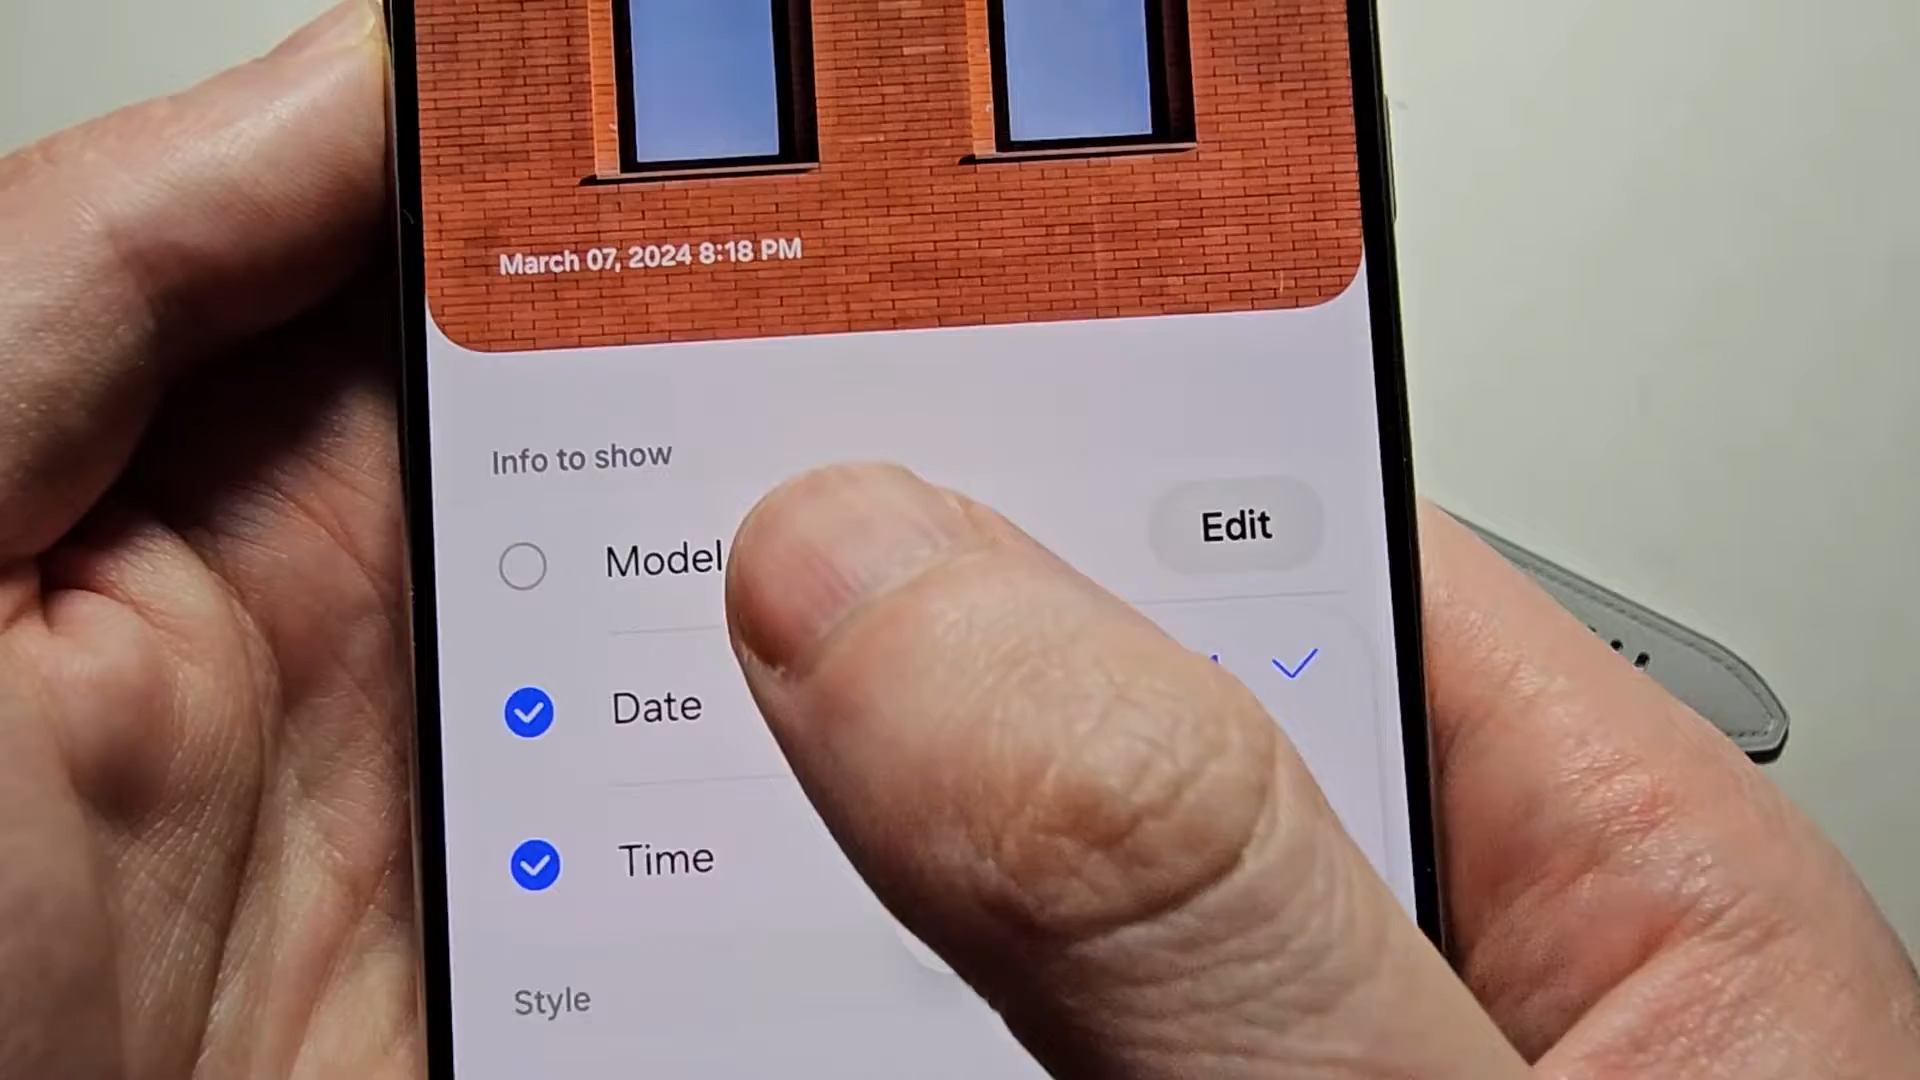 March 07, 2024 8:18 PM
Info to show
Model
Edit
Date
Time
Style